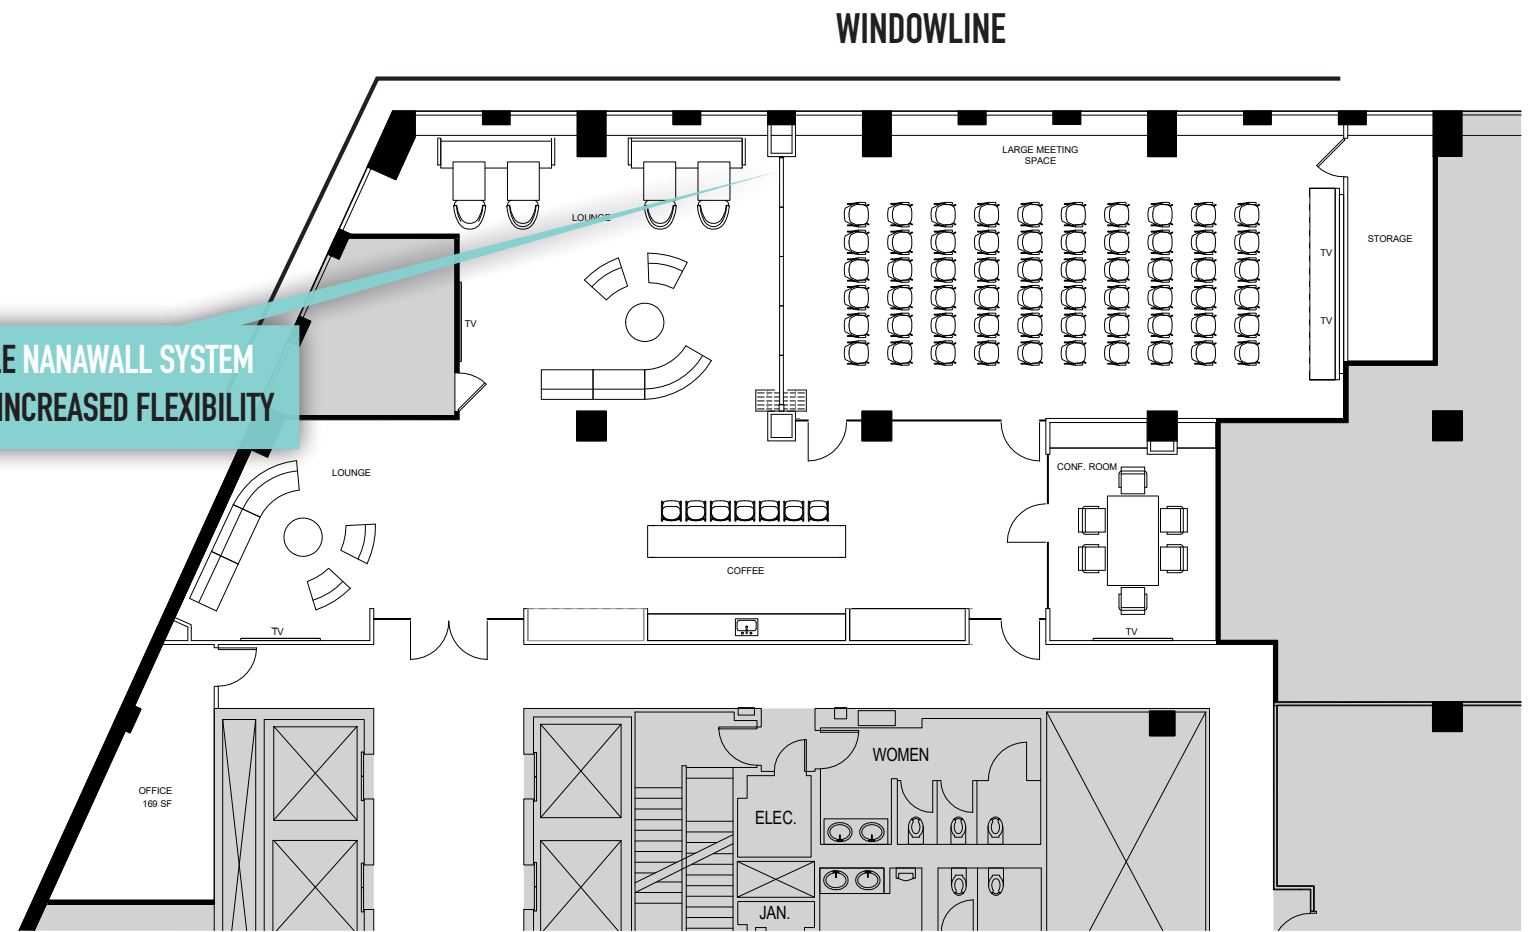 WINDOWLINE
LARGE MEETING
SPACE
LOUNGE
STORAGE
TV
TV
TV
NANAWALL SYSTEM
INCREASED FLEXIBILITY
LOUNGE
CONF. ROOM
COFFEE
TV
TV
WOMEN
OFFICE
169 SF
ELEC.
JAN.